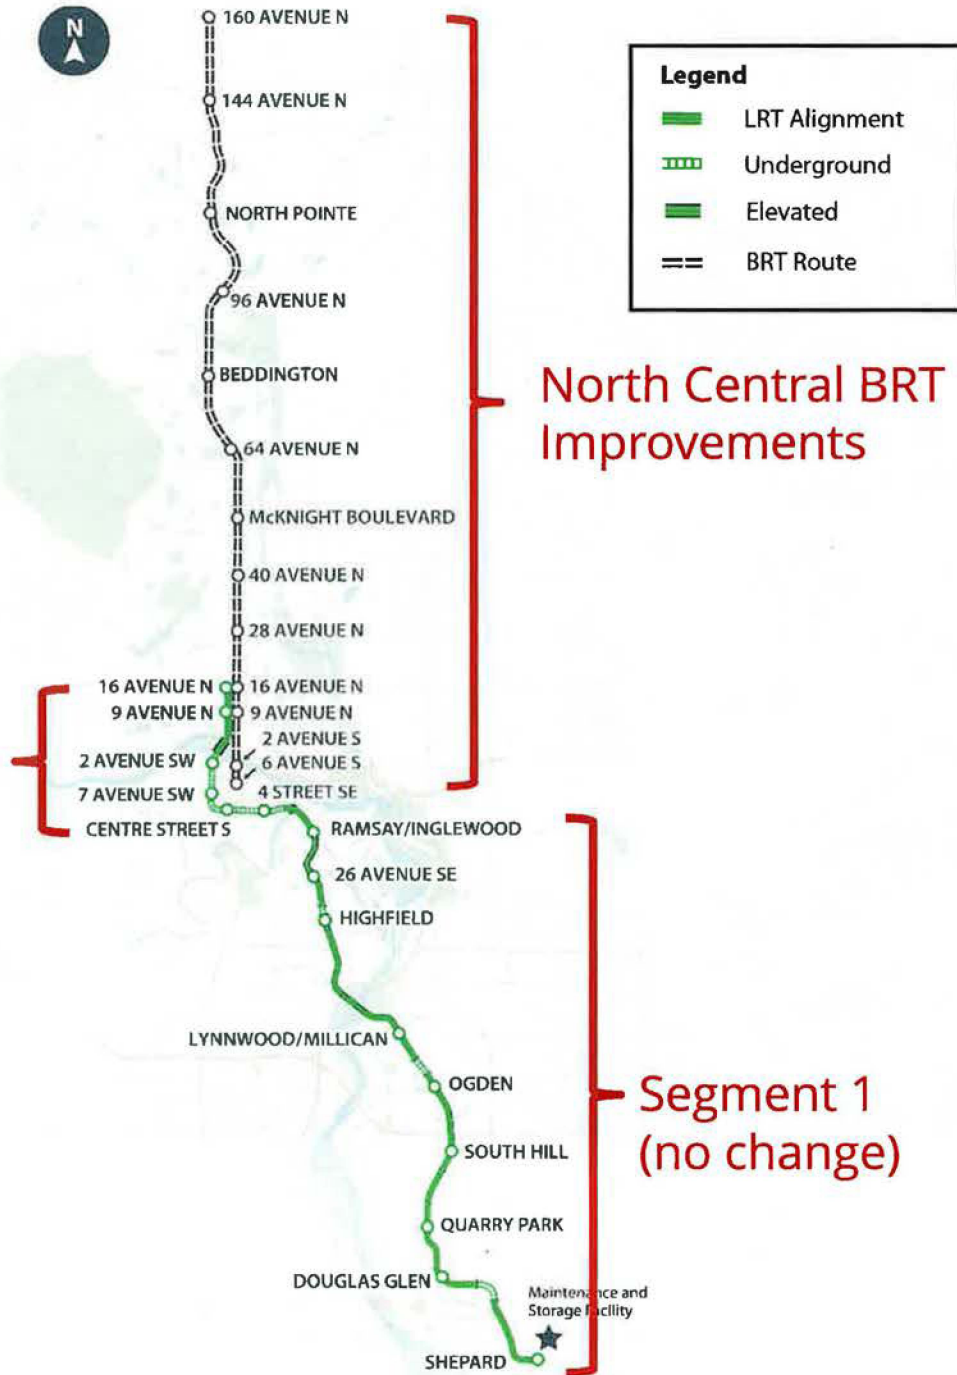 N
160 AVENUE N
144 AVENUE N
NORTH POINTE
96 AVENUE N
BEDDINGTON
64 AVENUE N
McKNIGHT BOULEVARD
40 AVENUE N
28 AVENUE N
16 AVENUE N
16 AVENUE N
9 AVENUE N
9 AVENUE N
2 AVENUE S
2 AVENUE SW
6 AVENUE S
7 AVENUE SW
4 STREET SE
CENTRE STREET S
RAMSAY/INGLEWOOD
26 AVENUE SE
HIGHFIELD
LYNNWOOD/MILLICAN
OGDEN
SOUTH HILL
QUARRY PARK
DOUGLAS GLEN
Maintenance and
Storage Facility
SHEPARD
Legend
LRT Alignment
Underground
Elevated
BRT Route
North Central BRT
Improvements
Segment 1
(no change)